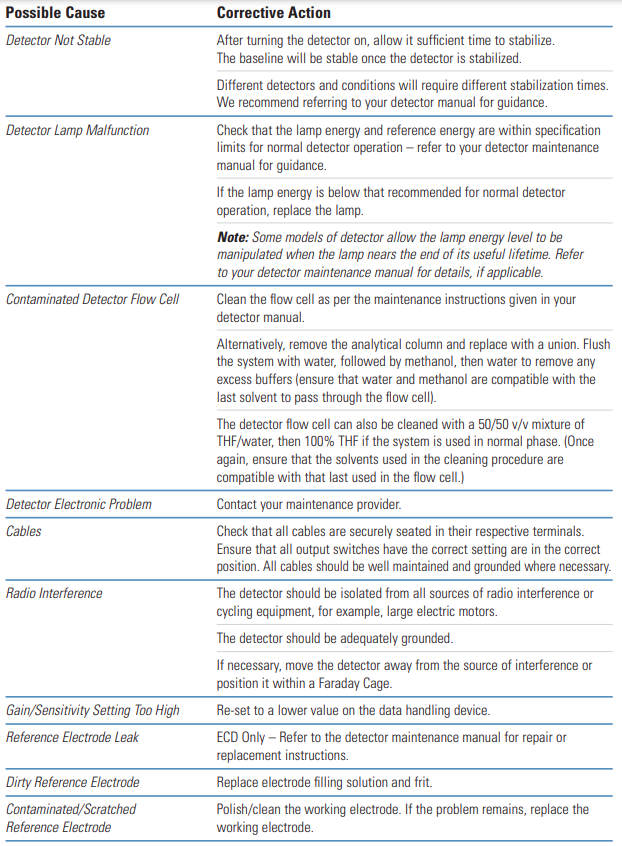 Possible Cause Corrective Action
Detector Not Stable After turning the detector on, allow it sufficient time to stabilize.
The baseline will be stable once the detector is stabilized.
Different detectors and conditions will require different stabilization times.
We recommend referring to your detector manual for guidance.
Detector Lamp Malfunction Check that the lamp energy and reference energy are within specification
limits for normal detector operation – refer to your detector maintenance
manual for guidance.
If the lamp energy is below that recommended for normal detector
operation, replace the lamp.
Note: Some models of detector allow the lamp energy level to be
manipulated when the lamp nears the end of its useful lifetime. Refer
to your detector maintenance manual for details, if applicable.
Contaminated Detector Flow Cell Clean the flow cell as per the maintenance instructions given in your
detector manual.
Alternatively, remove the analytical column and replace with a union. Flush
the system with water, followed by methanol, then water to remove any
excess buffers (ensure that water and methanol are compatible with the
last solvent to pass through the flow cell).
The detector flow cell can also be cleaned with a 50/50 v/v mixture of
THF/water, then 100% THF if the system is used in normal phase. (Once
again, ensure that the solvents used in the cleaning procedure are
compatible with that last used in the flow cell.)
Detector Electronic Problem Contact your maintenance provider.
Cables Check that all cables are securely seated in their respective terminals.
Ensure that all output switches have the correct setting are in the correct
position. All cables should be well maintained and grounded where necessary.
Radio Interference The detector should be isolated from all sources of radio interference or
cycling equipment, for example, large electric motors.
The detector should be adequately grounded.
If necessary, move the detector away from the source of interference or
position it within a Faraday Cage.
Gain/Sensitivity Setting Too High Re-set to a lower value on the data handling device.
Reference Electrode Leak ECD Only – Refer to the detector maintenance manual for repair or
replacement instructions.
Dirty Reference Electrode Replace electrode filling solution and frit.
Contaminated/Scratched Polish/clean the working electrode. If the problem remains, replace the
Reference Electrode working electrode.